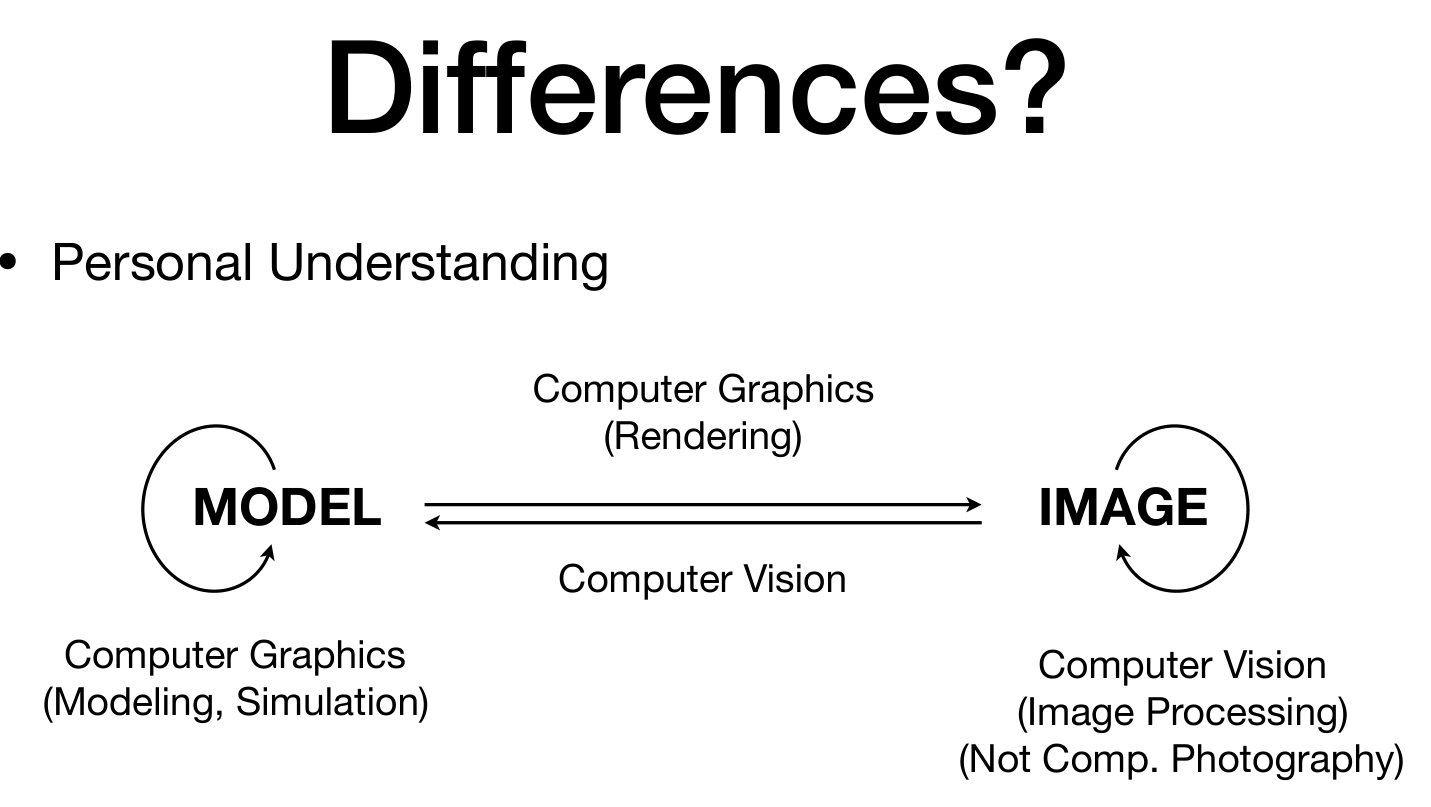 Differences?
• Personal Understanding
Computer Graphics
(Rendering)
MODEL
IMAGE
Computer Vision
Computer Graphics
(Modeling, Simulation)
Computer Vision
(Image Processing)
(Not Comp. Photography)